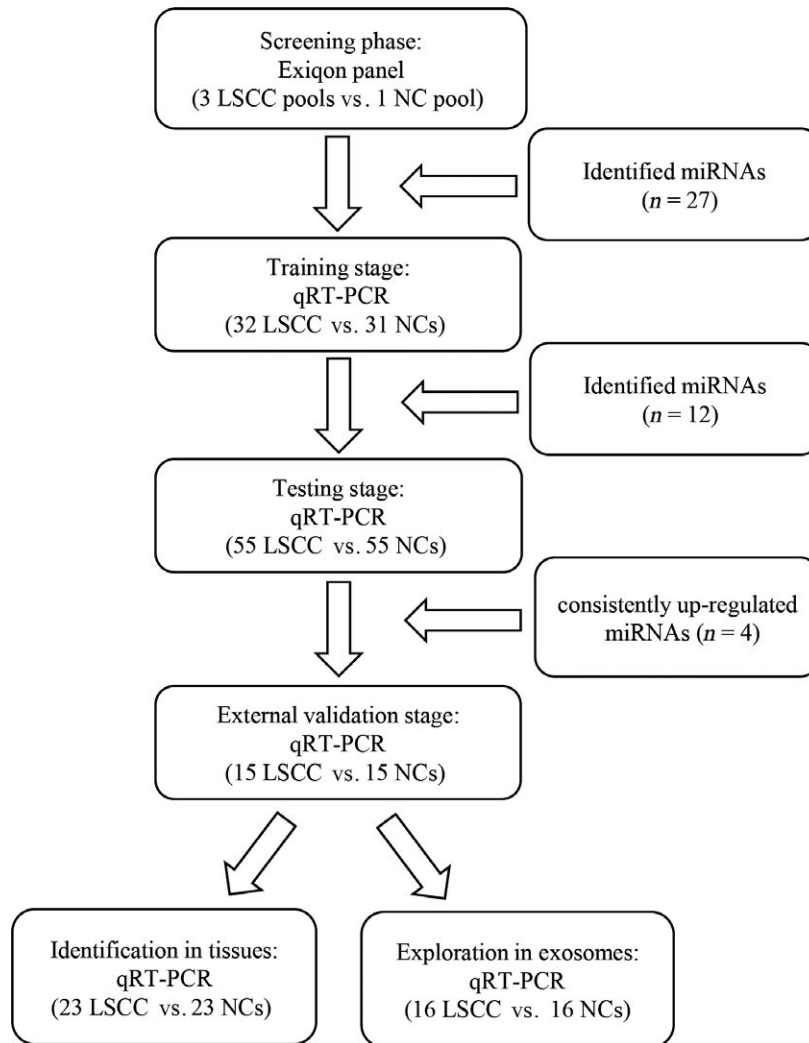 Screening phase:
Exiqon panel
(3 LSCC pools vs. 1 NC pool)
Identified miRNAs
(n = 27)
Training stage:
qRT-PCR
(32 LSCC vs. 31 NCs)
Identified miRNAs
(n = 12)
Testing stage:
qRT-PCR
(55 LSCC vs. 55 NCs)
consistently up-regulated
miRNAs (n = 4)
External validation stage:
qRT-PCR
(15 LSCC vs. 15 NCs)
Identification in tissues:
qRT-PCR
(23 LSCC vs. 23 NCs)
Exploration in exosomes:
qRT-PCR
(16 LSCC vs. 16 NCs)